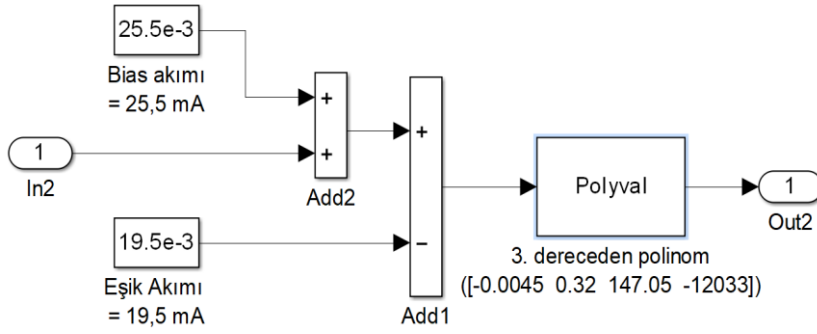 25.5e-3
Bias akımı
= 25,5 mA
+
+
Add2
1
In2
19.5e-3
Eşik Akımı
= 19,5 mA
+
−
Add1
Polyval
3. dereceden polinom
([-0.0045 0.32 147.05 -12033])
1
Out2